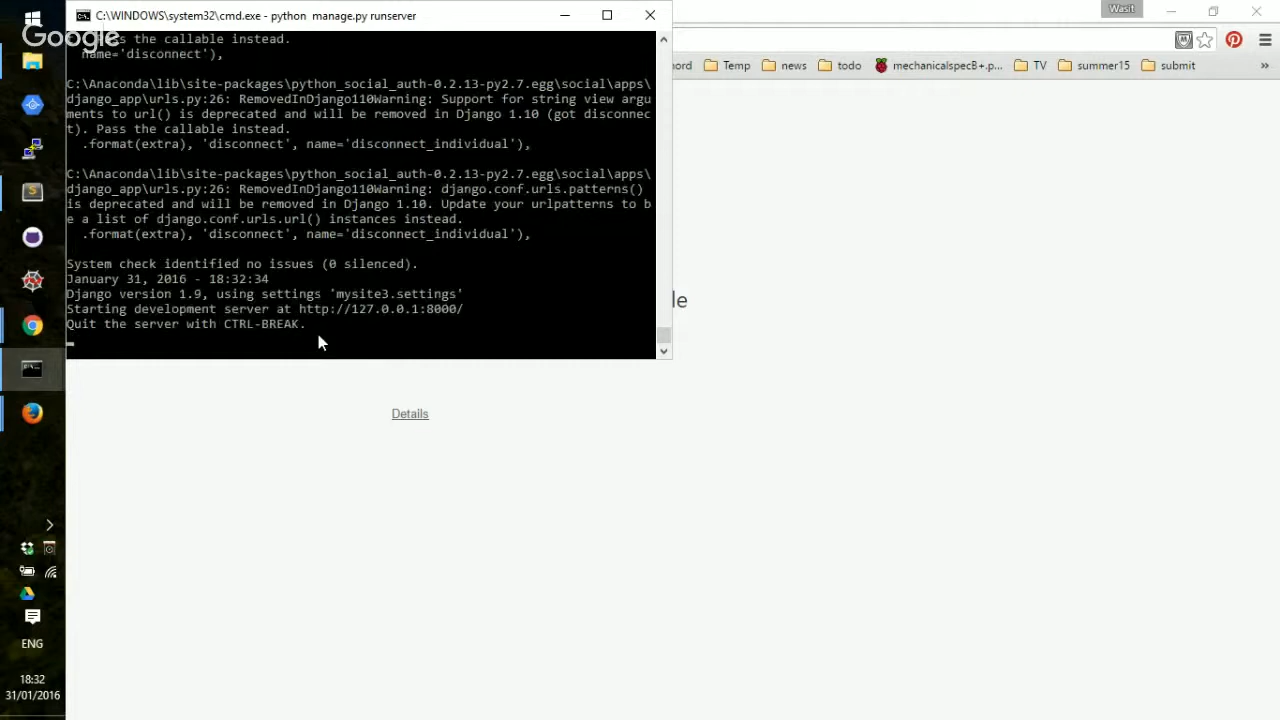 C:\WINDOWS\system32\cmd.exe - python  manage.py runserver
Wasit
Google
Pass the callable instead.
name='disconnect'),
C:\Anaconda\lib\site-packages\python_social_auth-0.2.13-py2.7.egg\social\apps\
django_app\urls.py:26: RemovedInDjango110Warning: Support for string view argu
ments to url() is deprecated and will be removed in Django 1.10 (got disconnec
t). Pass the callable instead.
.format(extra), 'disconnect', name='disconnect_individual'),
C:\Anaconda\lib\site-packages\python_social_auth-0.2.13-py2.7.egg\social\apps\
django_app\urls.py:26: RemovedInDjango110Warning: django.conf.urls.patterns()
is deprecated and will be removed in Django 1.10. Update your urlpatterns to b
e a list of django.conf.urls.url() instances instead.
.format(extra), 'disconnect', name='disconnect_individual'),
System check identified no issues (0 silenced).
January 31, 2016 - 18:32:34
Django version 1.9, using settings 'mysite3.settings'
Starting development server at http://127.0.0.1:8000/
Quit the server with CTRL-BREAK.
ord Temp news todo mechanicalspecB+.p... TV summer15 submit »
le
Details
ENG
18:32
31/01/2016